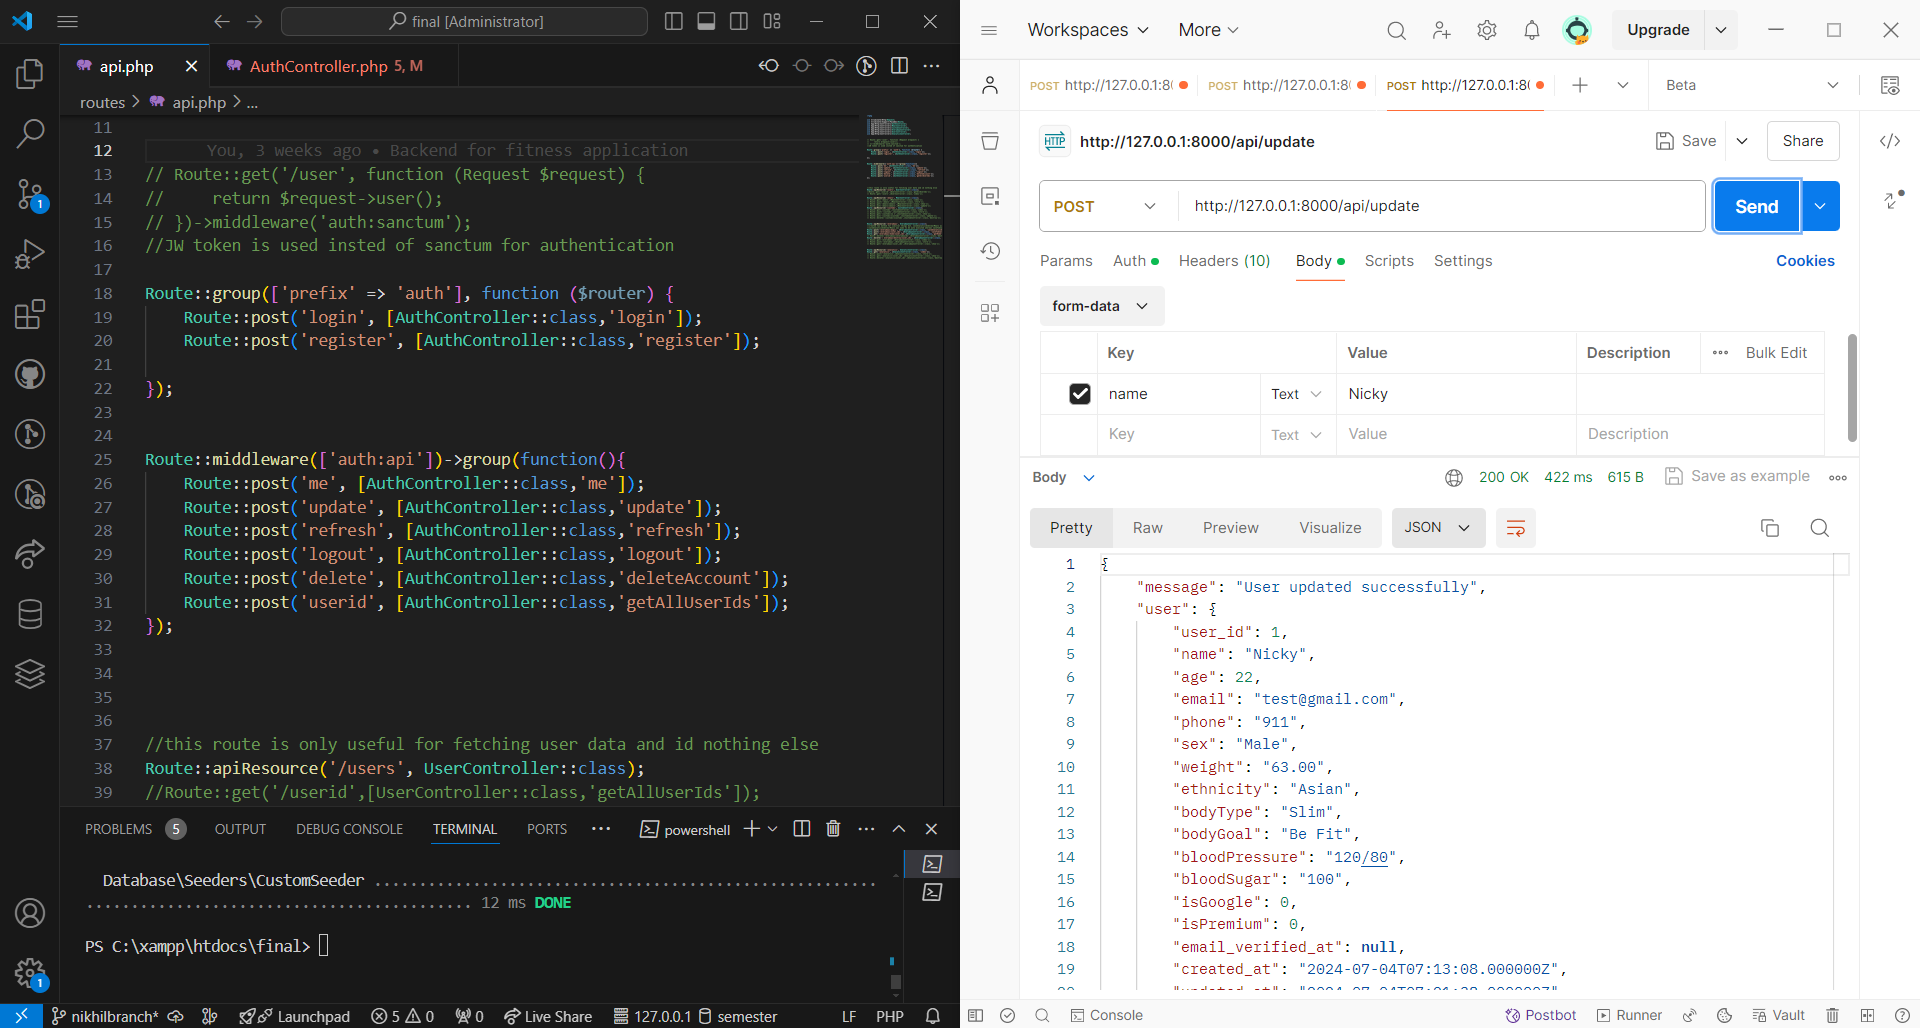 final [Administrator]
api.php
AuthController.php 5, M
routes > api.php > ...
11
12 You, 3 weeks ago • Backend for fitness application
13 // Route::get('/user', function (Request $request) {
14 //     return $request->user();
15 // })->middleware('auth:sanctum');
16 //JW token is used insted of sanctum for authentication
17
18 Route::group(['prefix' => 'auth'], function ($router) {
19     Route::post('login', [AuthController::class,'login']);
20     Route::post('register', [AuthController::class,'register']);
21
22 });
23
24
25 Route::middleware(['auth:api'])->group(function(){
26     Route::post('me', [AuthController::class,'me']);
27     Route::post('update', [AuthController::class,'update']);
28     Route::post('refresh', [AuthController::class,'refresh']);
29     Route::post('logout', [AuthController::class,'logout']);
30     Route::post('delete', [AuthController::class,'deleteAccount']);
31     Route::post('userid', [AuthController::class,'getAllUserIds']);
32 });
33
34
35
36
37 //this route is only useful for fetching user data and id nothing else
38 Route::apiResource('/users', UserController::class);
39 //Route::get('/userid',[UserController::class,'getAllUserIds']);
1
1
PROBLEMS 5 OUTPUT DEBUG CONSOLE TERMINAL PORTS ... powershell
Database\Seeders\CustomSeeder ........................................................
........................................... 12 ms DONE
PS C:\xampp\htdocs\final>
nikhilbranch* Launchpad 5 0 0 Live Share 127.0.0.1 semester LF PHP
Workspaces More Upgrade
POST http://127.0.0.1:8(
POST http://127.0.0.1:8(
POST http://127.0.0.1:8(
Beta
HTTP http://127.0.0.1:8000/api/update Save Share
POST http://127.0.0.1:8000/api/update Send
Params Auth Headers (10) Body Scripts Settings Cookies
form-data
Key Value Description Bulk Edit
name Text Nicky
Key Text Value Description
Body 200 OK 422 ms 615 B Save as example
Pretty Raw Preview Visualize JSON
1 {
2     "message": "User updated successfully",
3     "user": {
4         "user_id": 1,
5         "name": "Nicky",
6         "age": 22,
7         "email": "test@gmail.com",
8         "phone": "911",
9         "sex": "Male",
10         "weight": "63.00",
11         "ethnicity": "Asian",
12         "bodyType": "Slim",
13         "bodyGoal": "Be Fit",
14         "bloodPressure": "120/80",
15         "bloodSugar": "100",
16         "isGoogle": 0,
17         "isPremium": 0,
18         "email_verified_at": null,
19         "created_at": "2024-07-04T07:13:08.000000Z",
Console Postbot Runner Vault